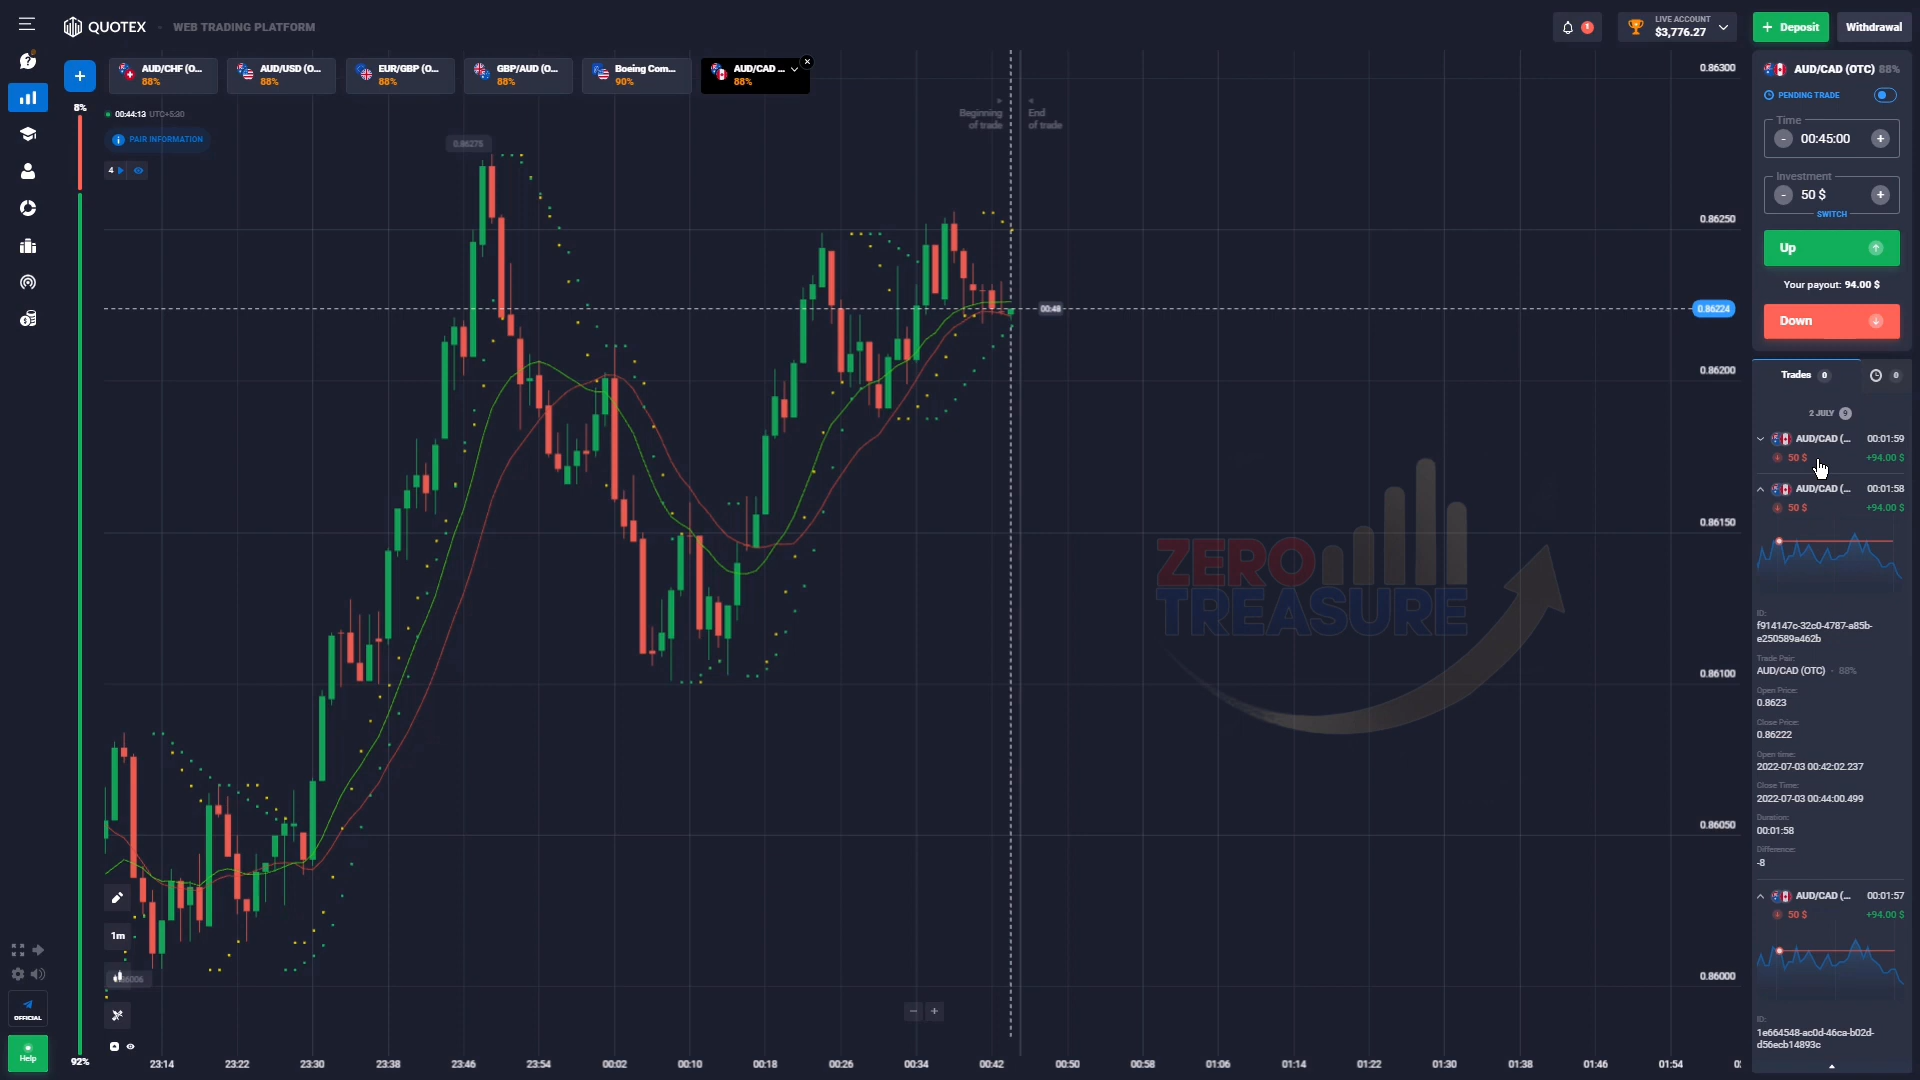 QUOTEX
WEB TRADING PLATFORM
1
LIVE ACCOUNT
$3,776.27
Deposit
Withdrawal
AUD/CHF (O...
88%
AUD/USD (O...
88%
EUR/GBP (O...
88%
GBP/AUD (O...
88%
Boeing Com...
90%
AUD/CAD ...
88%
8%
00:44:13 UTC+5:30
PAIR INFORMATION
4
Beginning
of trade
End
of trade
0.86275
00:48
0.86300
0.86250
0.86224
0.86200
0.86150
0.86100
0.86050
0.86000
ZERO
TREASURE
1m
OFFICIAL
Help
92%
23:14
23:22
23:30
23:38
23:46
23:54
00:02
00:10
00:18
00:26
00:34
00:42
00:50
00:58
01:06
01:14
01:22
01:30
01:38
01:46
01:54
AUD/CAD (OTC) 88%
PENDING TRADE
Time
- 00:45:00 +
Investment
- 50 $ +
SWITCH
Up
Your payout: 94.00 $
Down
Trades 0
0
2 JULY 9
AUD/CAD (... 00:01:59
50 $ +94.00 $
AUD/CAD (... 00:01:58
50 $ +94.00 $
ID:
f914147c-32c0-4787-a85b-
e250589a462b
Trade Pair:
AUD/CAD (OTC) · 88%
Open Price:
0.8623
Close Price:
0.86222
Open time:
2022-07-03 00:42:02.237
Close Time:
2022-07-03 00:44:00.499
Duration:
00:01:58
Difference:
-8
AUD/CAD (... 00:01:57
50 $ +94.00 $
ID:
1e664548-ac0d-46ca-b02d-
d56ecb14893c